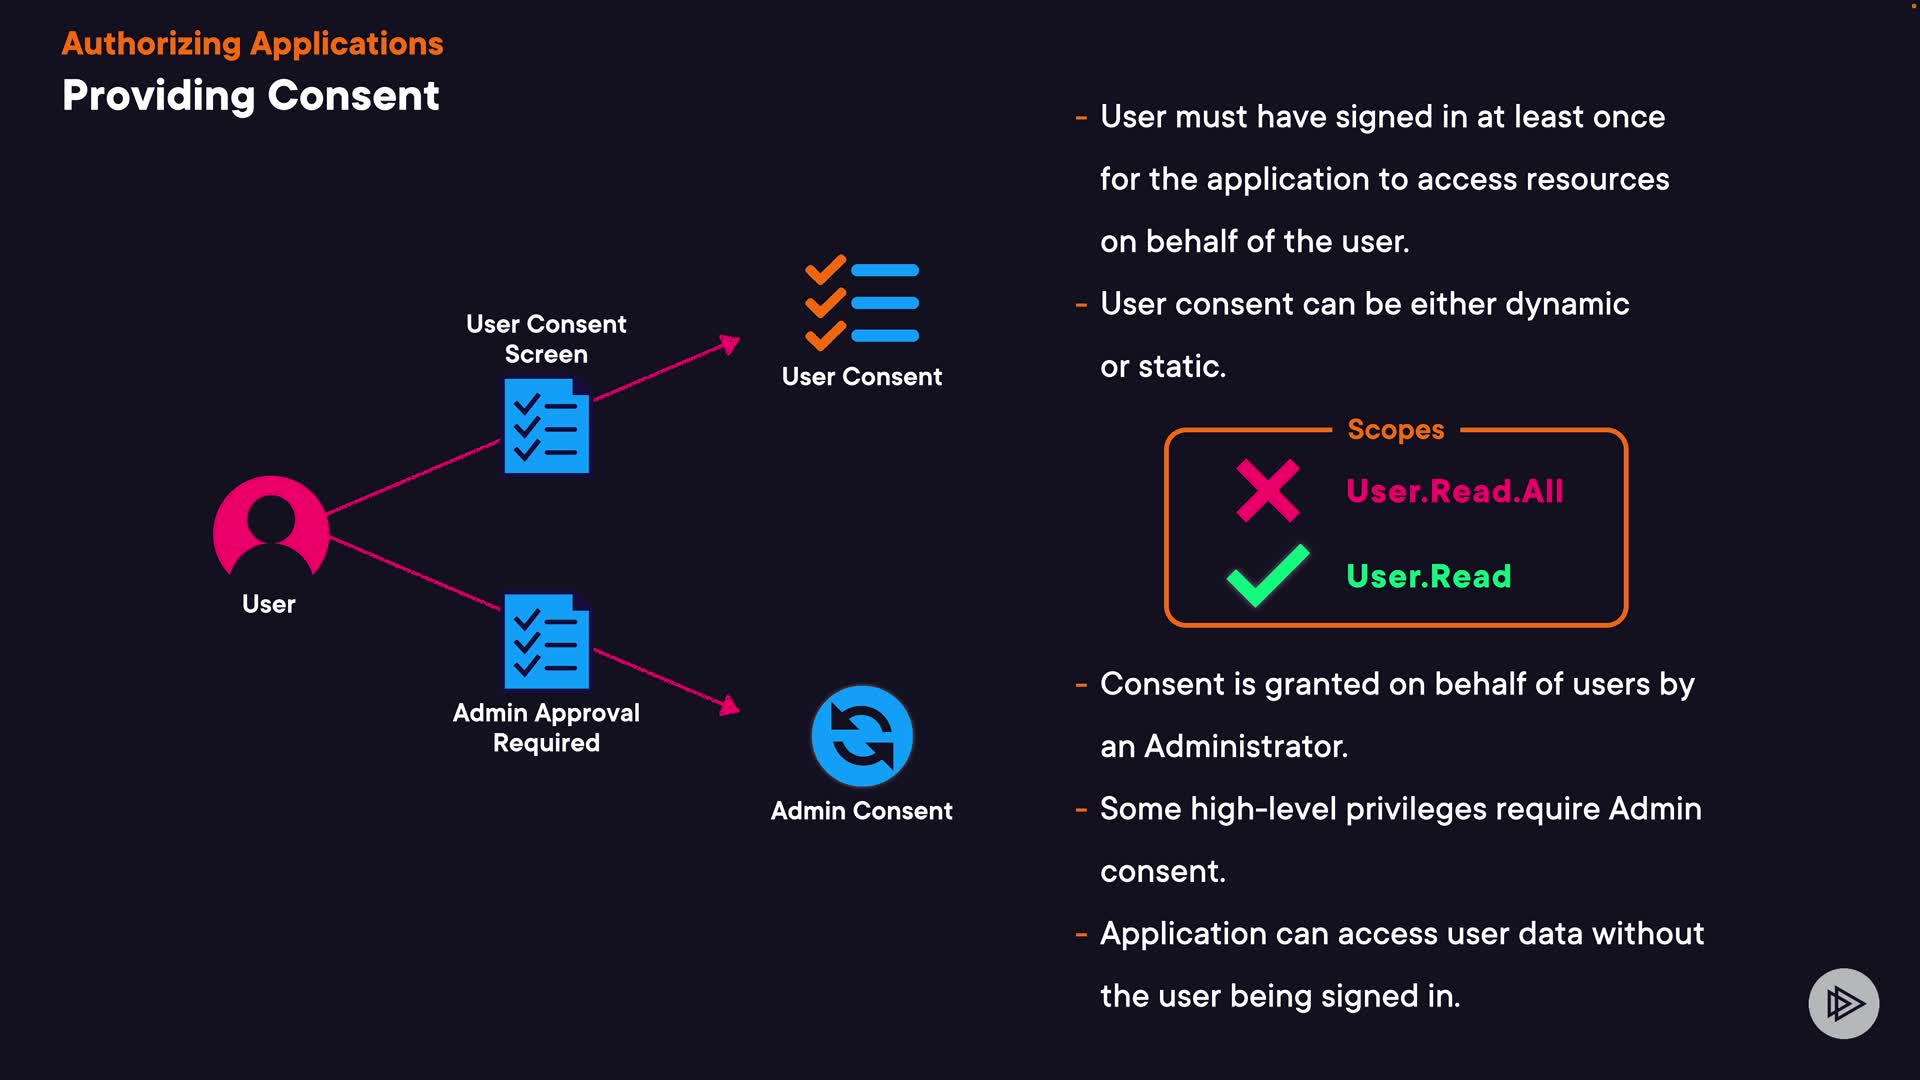 Authorizing Applications
Providing Consent
User Consent
Screen
User Consent
User
Admin Approval
Required
Admin Consent
- User must have signed in at least once
for the application to access resources
on behalf of the user.
- User consent can be either dynamic
or static.
Scopes
User.Read.All
User.Read
- Consent is granted on behalf of users by
an Administrator.
- Some high-level privileges require Admin
consent.
- Application can access user data without
the user being signed in.